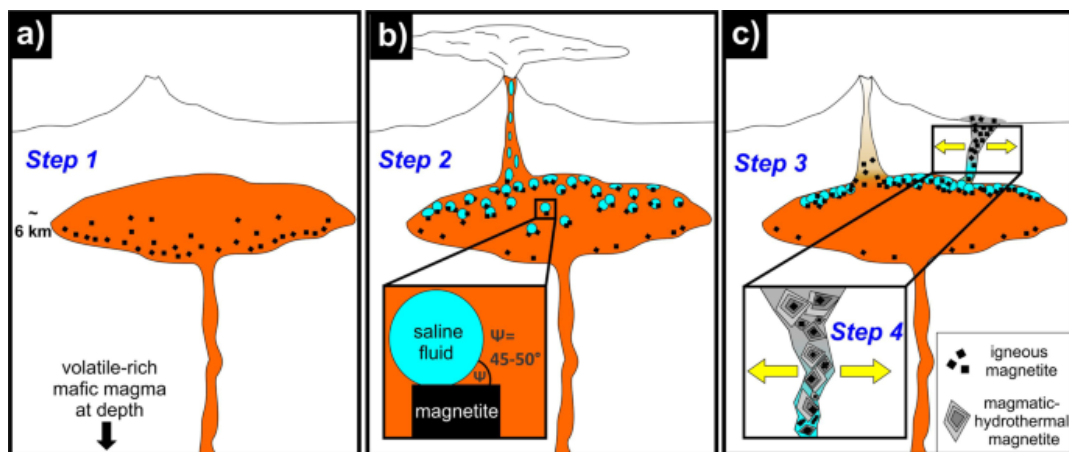 a)
Step 1
~
6 km
volatile-rich
mafic magma
at depth
b)
Step 2
saline
fluid
Ψ=
45-50°
Ψ
magnetite
c)
Step 3
Step 4
igneous
magnetite
magmatic-
hydrothermal
magnetite